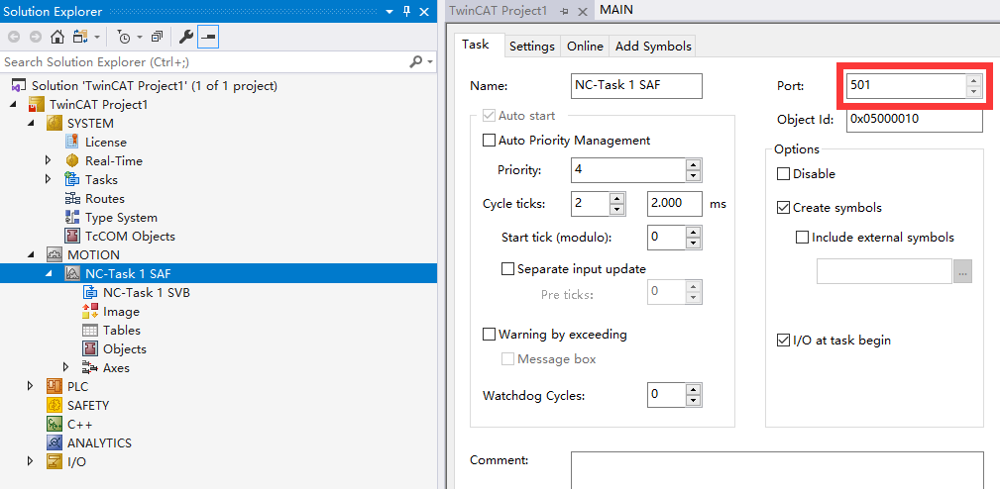 Solution Explorer
Search Solution Explorer (Ctrl+;)
Solution 'TwinCAT Project1' (1 of 1 project)
TwinCAT Project1
SYSTEM
License
Real-Time
Tasks
Routes
Type System
TcCOM Objects
MOTION
NC-Task 1 SAF
NC-Task 1 SVB
Image
Tables
Objects
Axes
PLC
SAFETY
C++
ANALYTICS
I/O
TwinCAT Project1 MAIN
Task Settings Online Add Symbols
Name: NC-Task 1 SAF Port: 501
Auto start Object Id: 0x05000010
Auto Priority Management Options
Priority: 4 Disable
Cycle ticks: 2 2.000 ms Create symbols
Start tick (modulo): 0 Include external symbols
Separate input update ...
Pre ticks: 0
Warning by exceeding I/O at task begin
Message box
Watchdog Cycles: 0
Comment: